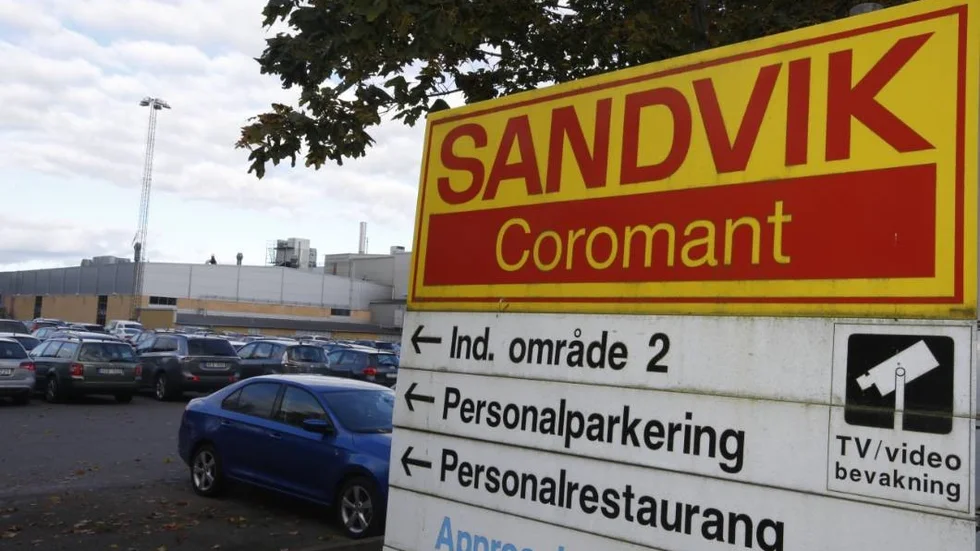 SANDVIK
Coromant
← Ind. område 2
← Personalparkering
← Personalrestaurang
TV/video
bevakning